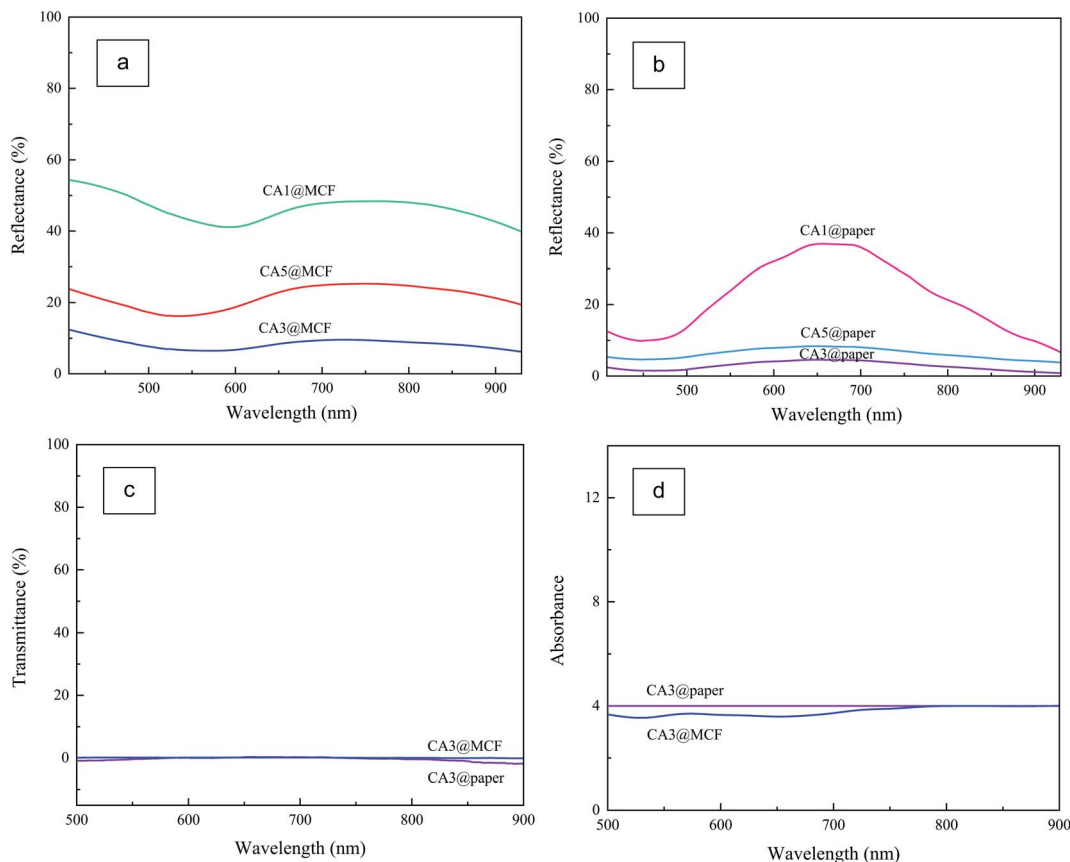 a
100
80
60
40
20
0
Reflectance (%)
CA1@MCF
CA5@MCF
CA3@MCF
500 600 700 800 900
Wavelength (nm)
b
100
80
60
40
20
0
Reflectance (%)
CA1@paper
CA5@paper
CA3@paper
500 600 700 800 900
Wavelength (nm)
c
100
80
60
40
20
0
Transmittance (%)
CA3@MCF
CA3@paper
500 600 700 800 900
Wavelength (nm)
d
12
8
4
0
Absorbance
CA3@paper
CA3@MCF
500 600 700 800 900
Wavelength (nm)